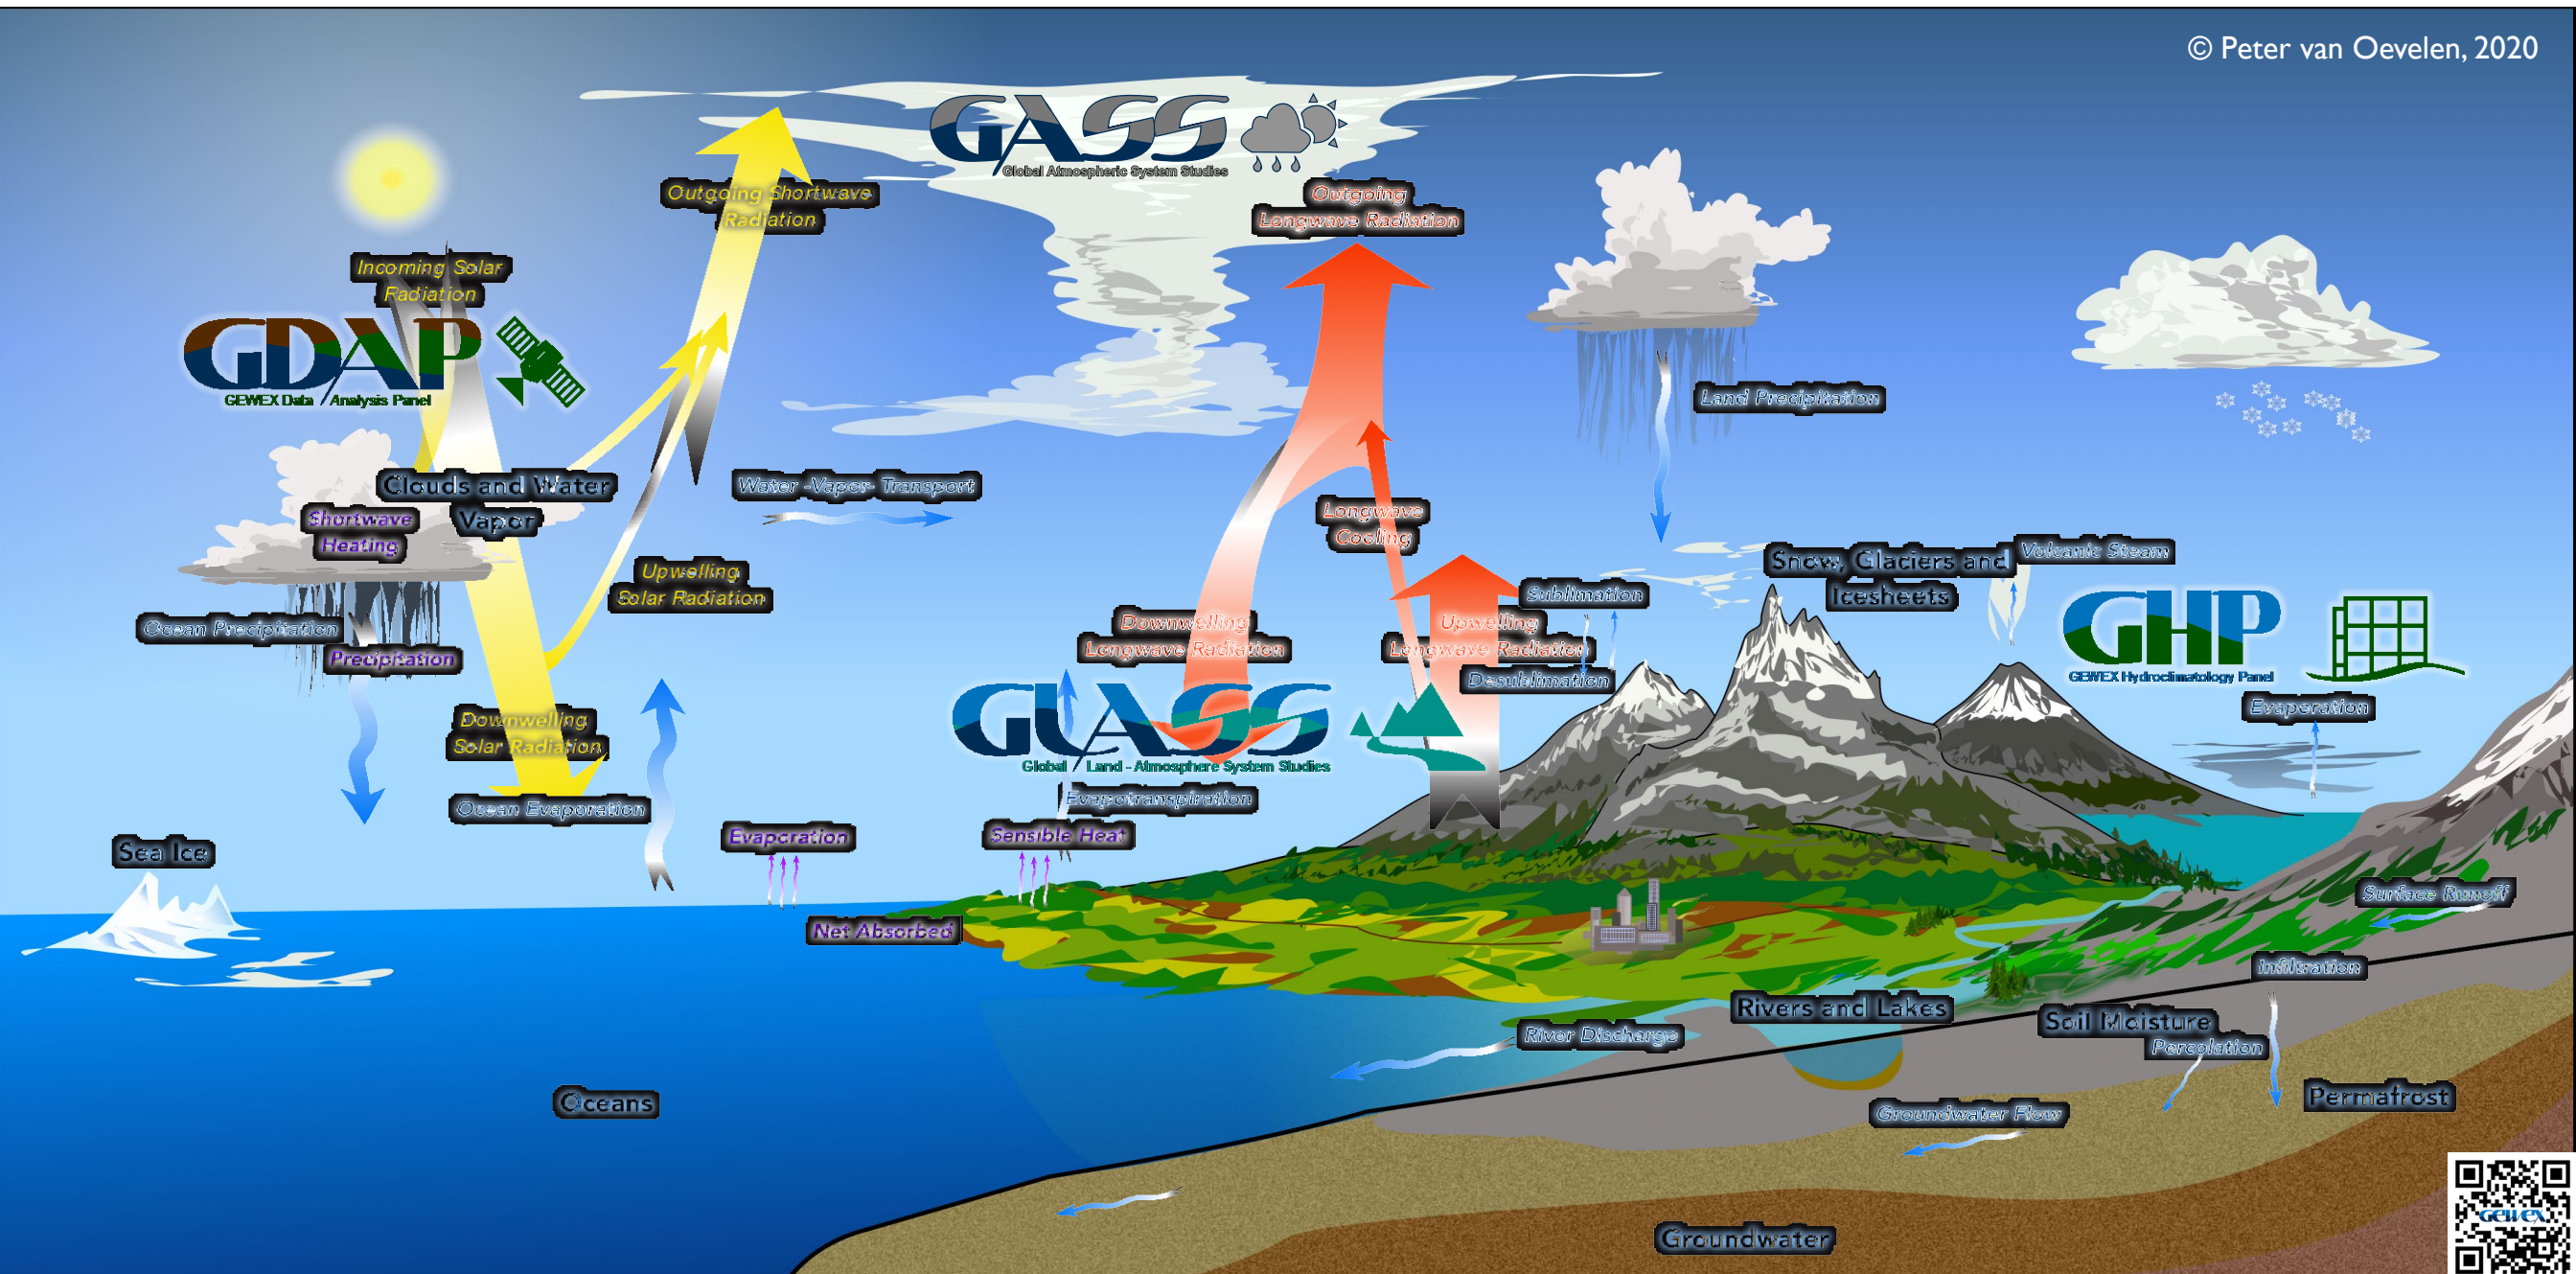 © Peter van Oevelen, 2020
GASS
Global Atmospheric System Studies
Outgoing Shortwave
Radiation
Outgoing
Longwave Radiation
Incoming Solar
Radiation
GDAP
GEWEX Data / Analysis Panel
Land Precipitation
Clouds and Water
Vapor
Water -Vapor- Transport
Shortwave
Heating
Longwave
Cooling
Upwelling
Solar Radiation
Snow, Glaciers and
Icesheets
Volcanic Steam
Sublimation
Ocean Precipitation
Precipitation
Downwelling
Longwave Radiation
Upwelling
Longwave Radiation
Desublimation
GHP
GEWEX Hydroclimatology Panel
Evaporation
Downwelling
Solar Radiation
GLASS
Global / Land - Atmosphere System Studies
Evapotranspiration
Ocean Evaporation
Evaporation
Sensible Heat
Sea Ice
Net Absorbed
Surface Runoff
Infiltration
Rivers and Lakes
Soil Moisture
Percolation
River Discharge
Oceans
Groundwater Flow
Permafrost
Groundwater
GEWEX